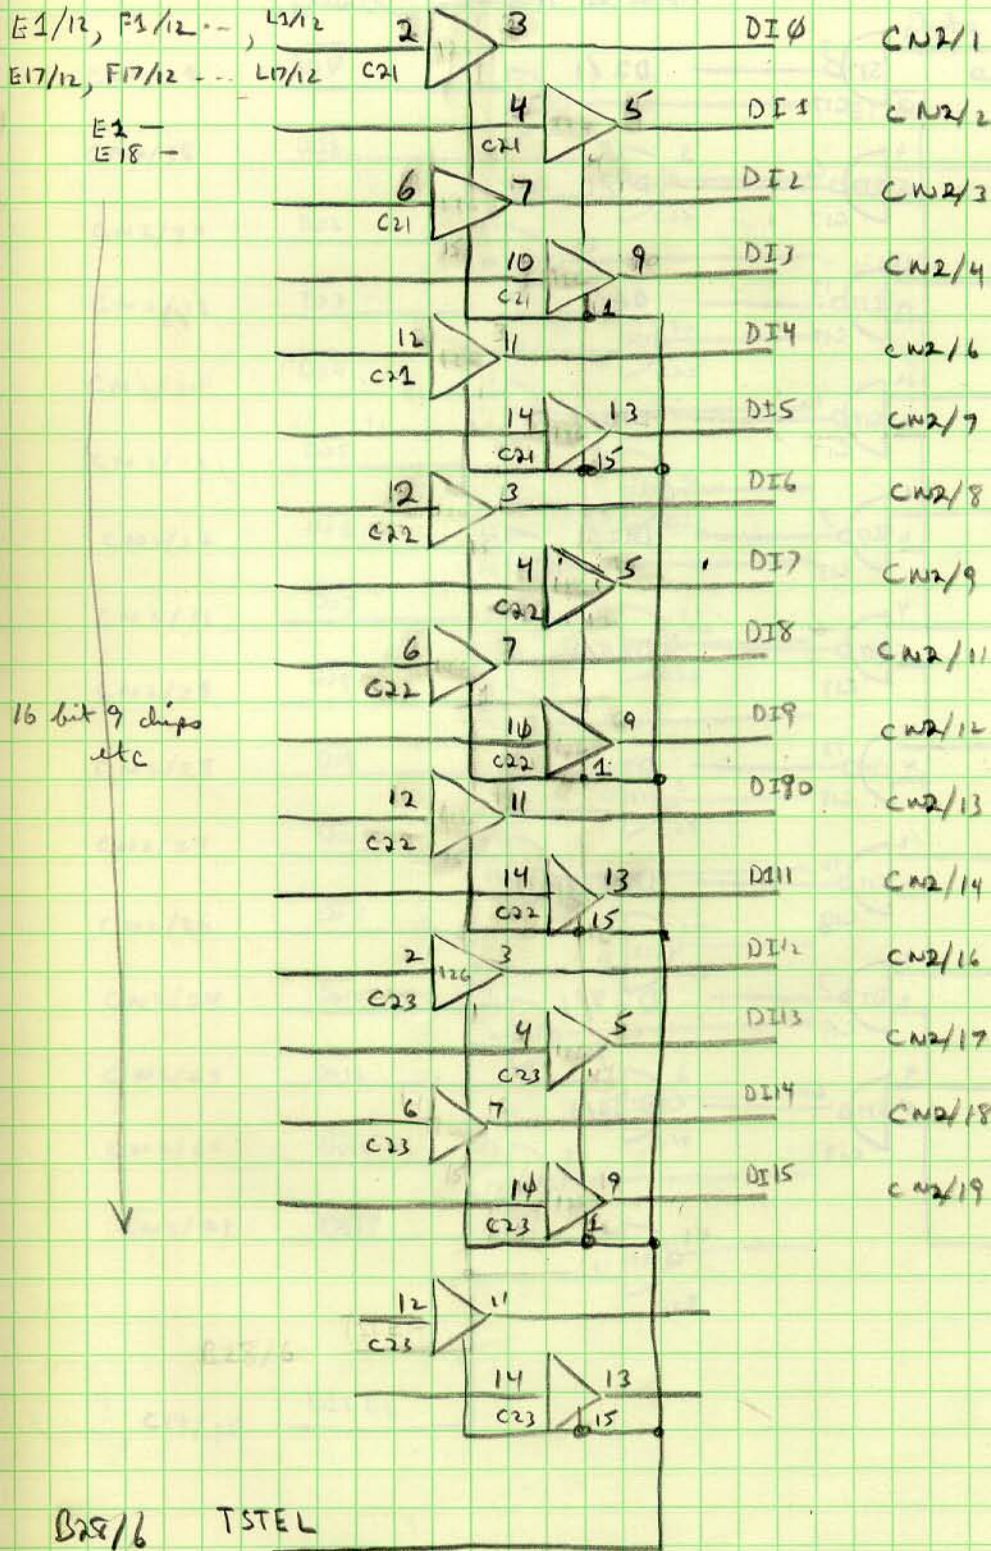 E1/12, F1/12 -- , L1/12 2 3 DI0 CN2/1
E17/12, F17/12 -- L17/12 C21
E2 — 4 5 DI1 CN2/2
E18 — C21
6 7 DI2 CN2/3
C21
10 9 DI3 CN2/4
C21 1
12 11 DI4 CN2/6
C21
14 13 DI5 CN2/7
C21 15
12 3 DI6 CN2/8
C22
4 5 DI7 CN2/9
C22
6 7 DI8 CN2/11
C22
16 bit 9 chips 10 9 DI9 CN2/12
etc C22 1
12 11 DI10 CN2/13
C22
14 13 DI11 CN2/14
C22 15
2 126 3 DI12 CN2/16
C23 1
4 5 DI13 CN2/17
C23
6 7 DI14 CN2/18
C23
10 9 DI15 CN2/19
C23 1
12 11
C23
14 13
C23 15
B28/6 TSTEL